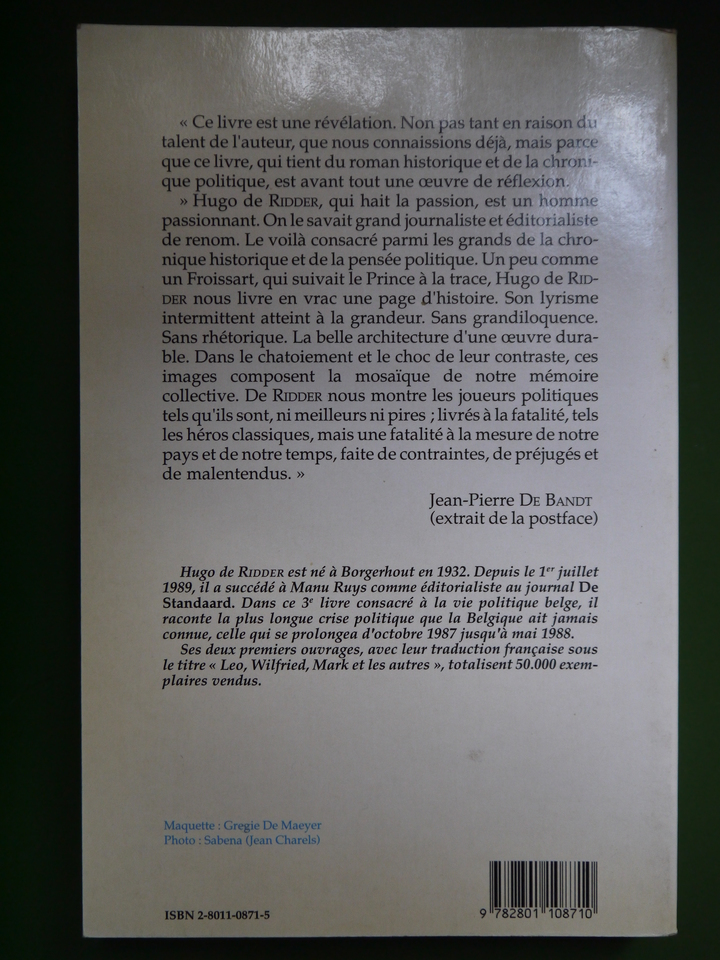 « Ce livre est une révélation. Non pas tant en raison du
talent de l'auteur, que nous connaissions déjà, mais parce
que ce livre, qui tient du roman historique et de la chroni-
que politique, est avant tout une œuvre de réflexion.
» Hugo de RIDDER, qui hait la passion, est un homme
passionnant. On le savait grand journaliste et éditorialiste
de renom. Le voilà consacré parmi les grands de la chro-
nique historique et de la pensée politique. Un peu comme
un Froissart, qui suivait le Prince à la trace, Hugo de RID-
DER nous livre en vrac une page d'histoire. Son lyrisme
intermittent atteint à la grandeur. Sans grandiloquence.
Sans rhétorique. La belle architecture d'une œuvre dura-
ble. Dans le chatoiement et le choc de leur contraste, ces
images composent la mosaïque de notre mémoire
collective. De RIDDER nous montre les joueurs politiques
tels qu'ils sont, ni meilleurs ni pires ; livrés à la fatalité, tels
les héros classiques, mais une fatalité à la mesure de notre
pays et de notre temps, faite de contraintes, de préjugés et
de malentendus. »
Jean-Pierre DE BANDT
(extrait de la postface)
Hugo de RIDDER est né à Borgerhout en 1932. Depuis le 1er juillet
1989, il a succédé à Manu Ruys comme éditorialiste au journal De
Standaard. Dans ce 3e livre consacré à la vie politique belge, il
raconte la plus longue crise politique que la Belgique ait jamais
connue, celle qui se prolongea d'octobre 1987 jusqu'à mai 1988.
Ses deux premiers ouvrages, avec leur traduction française sous
le titre « Leo, Wilfried, Mark et les autres », totalisent 50.000 exem-
plaires vendus.
Maquette : Gregie De Maeyer
Photo : Sabena (Jean Charels)
ISBN 2-8011-0871-5
9 782801 108710